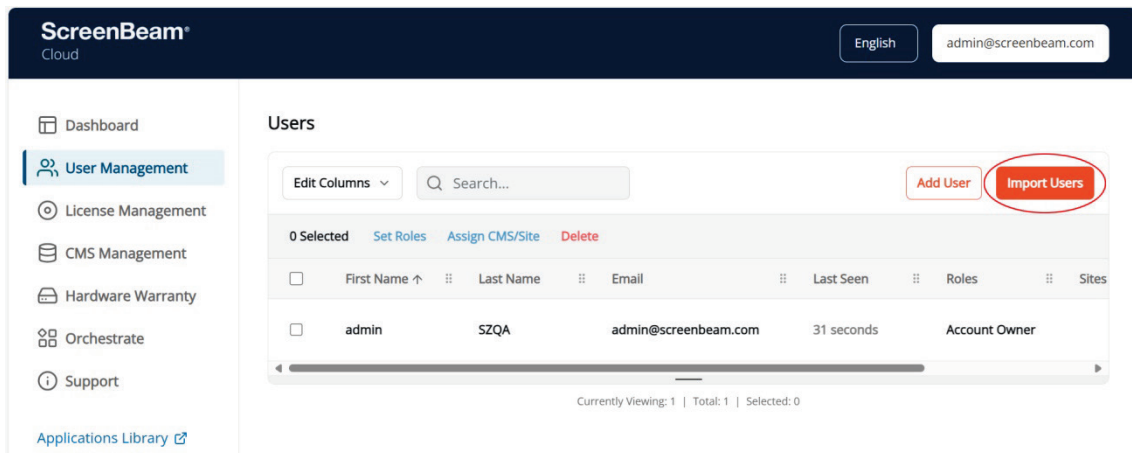 ScreenBeam®
Cloud
English
admin@screenbeam.com
Dashboard
User Management
License Management
CMS Management
Hardware Warranty
Orchestrate
Support
Applications Library
Users
Edit Columns
Search...
Add User
Import Users
0 Selected Set Roles Assign CMS/Site Delete
First Name Last Name Email Last Seen Roles Sites
admin SZQA admin@screenbeam.com 31 seconds Account Owner
Currently Viewing: 1 | Total: 1 | Selected: 0